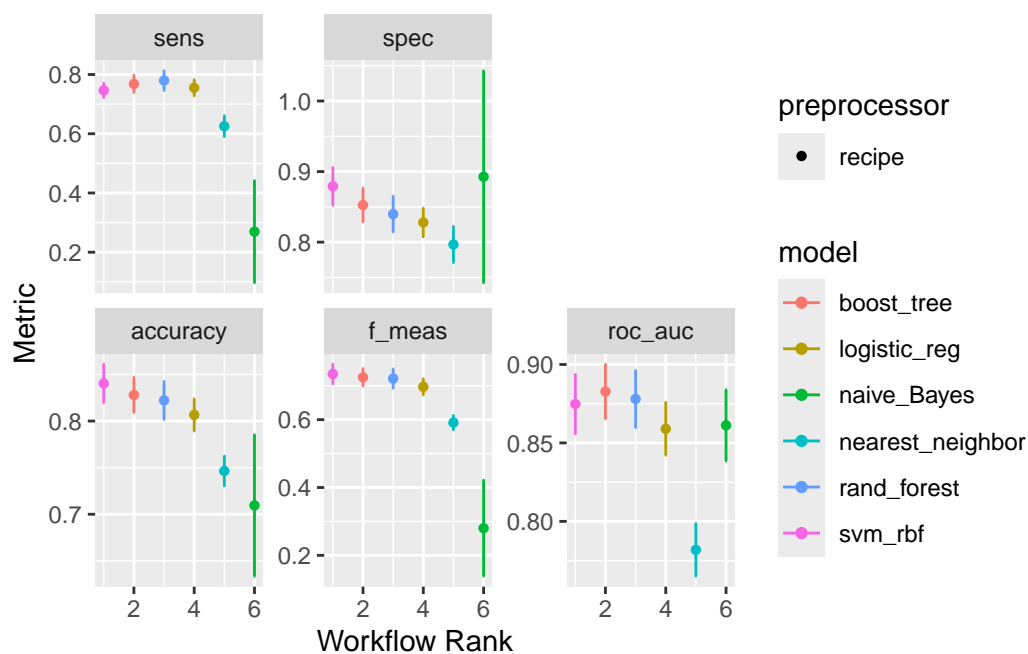 sens
spec
0.8
0.6
0.4
0.2
1.0
0.9
0.8
Metric
accuracy
f_meas
roc_auc
0.8
0.7
0.6
0.4
0.2
0.90
0.85
0.80
2 4 6
2 4 6
2 4 6
Workflow Rank
preprocessor
recipe
model
boost_tree
logistic_reg
naive_Bayes
nearest_neighbor
rand_forest
svm_rbf